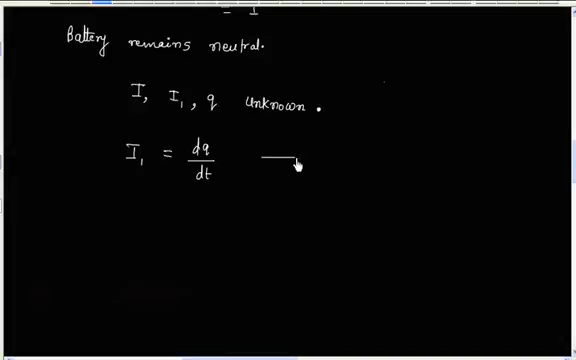 = I
Battery remains neutral.
I, I₁, q unknown.
I₁ = dq/dt —